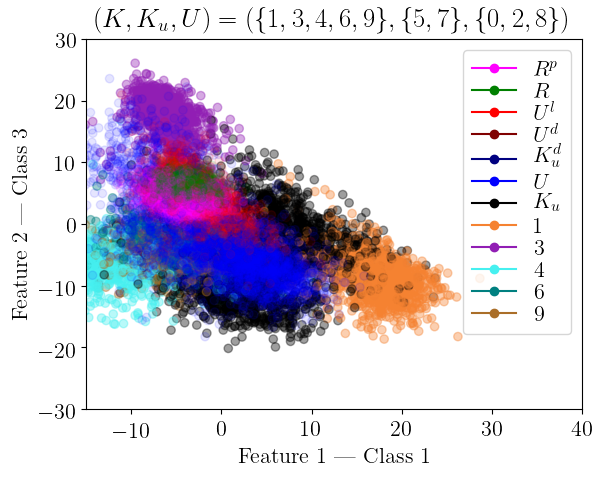 (K, K_u, U) = ({1, 3, 4, 6, 9}, {5, 7}, {0, 2, 8})
30
20
10
0
−10
−20
−30
Feature 2 — Class 3
R^p
R
U^l
U^d
K_u^d
U
K_u
1
3
4
6
9
−10
0
10
20
30
40
Feature 1 — Class 1